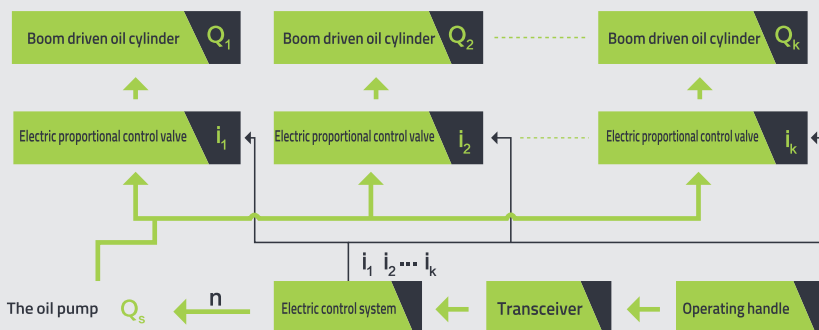 Boom driven oil cylinder Q1 Boom driven oil cylinder Q2 Boom driven oil cylinder Qk
Electric proportional control valve i1 Electric proportional control valve i2 Electric proportional control valve ik
i1 i2 ··· ik
The oil pump Qs n Electric control system Transceiver Operating handle